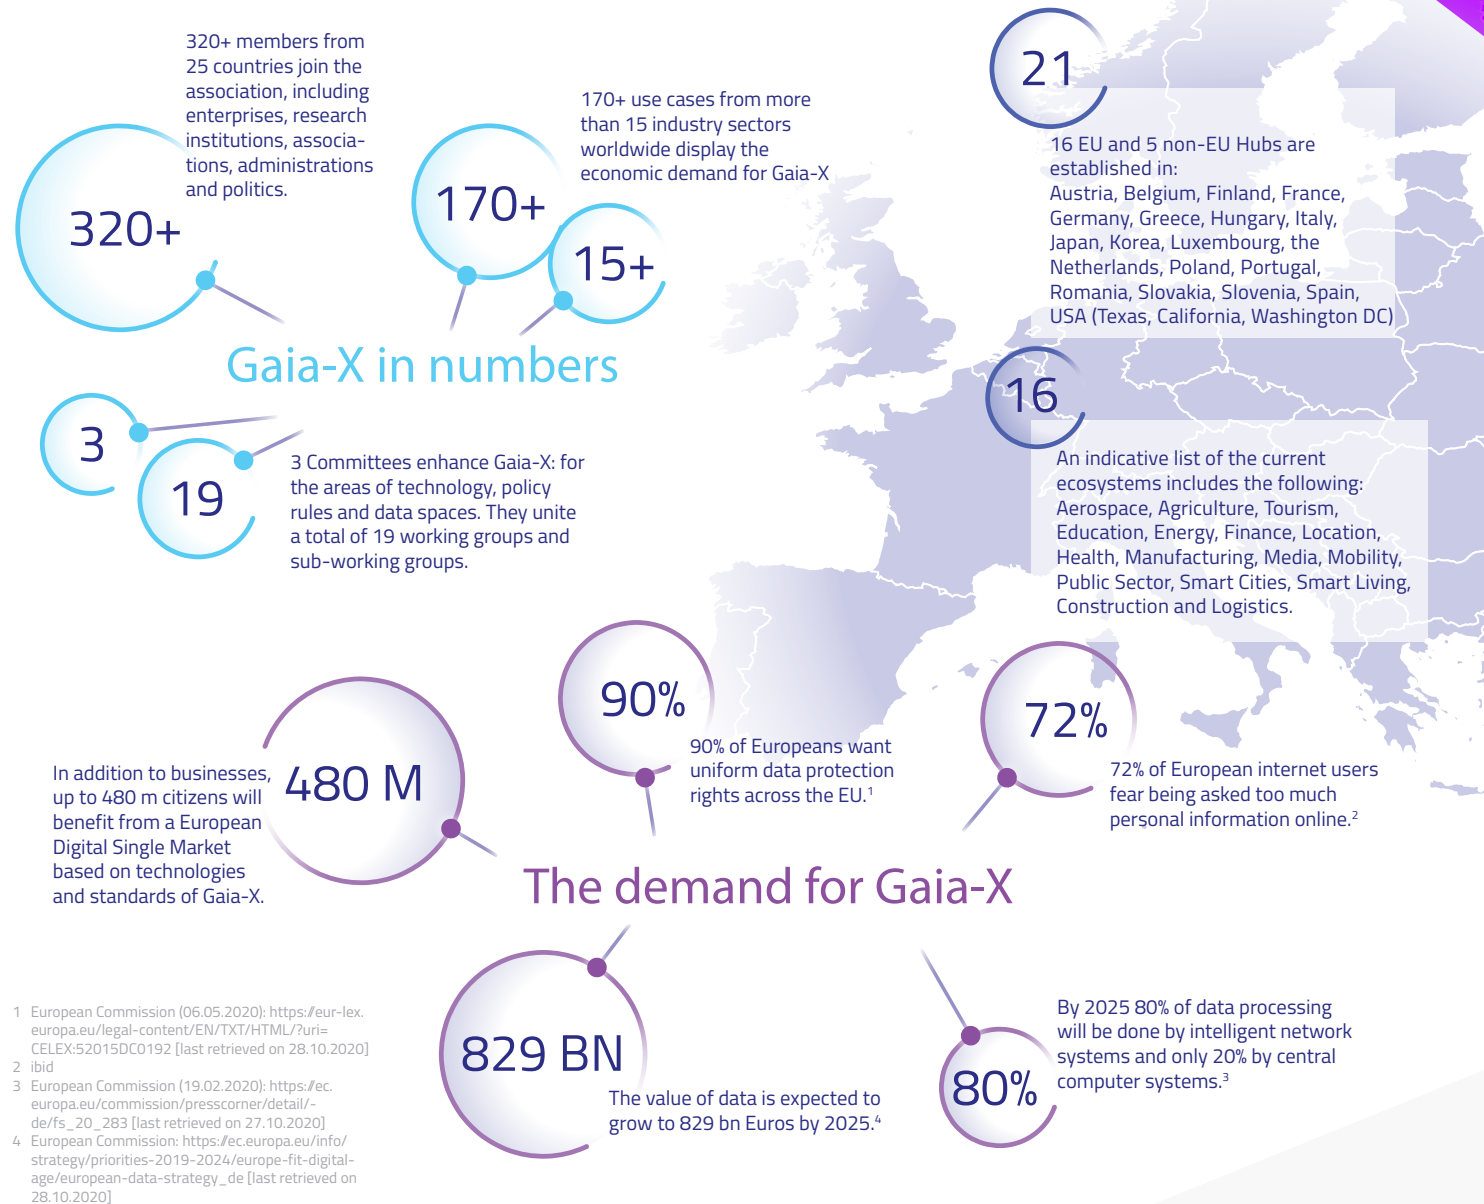 320+ members from
25 countries join the
association, including
enterprises, research
institutions, associa-
tions, administrations
and politics.
320+
170+ use cases from more
than 15 industry sectors
worldwide display the
economic demand for Gaia-X
170+
15+
Gaia-X in numbers
3
19
3 Committees enhance Gaia-X: for
the areas of technology, policy
rules and data spaces. They unite
a total of 19 working groups and
sub-working groups.
21
16 EU and 5 non-EU Hubs are
established in:
Austria, Belgium, Finland, France,
Germany, Greece, Hungary, Italy,
Japan, Korea, Luxembourg, the
Netherlands, Poland, Portugal,
Romania, Slovakia, Slovenia, Spain,
USA (Texas, California, Washington DC)
16
An indicative list of the current
ecosystems includes the following:
Aerospace, Agriculture, Tourism,
Education, Energy, Finance, Location,
Health, Manufacturing, Media, Mobility,
Public Sector, Smart Cities, Smart Living,
Construction and Logistics.
480 M
In addition to businesses,
up to 480 m citizens will
benefit from a European
Digital Single Market
based on technologies
and standards of Gaia-X.
90%
90% of Europeans want
uniform data protection
rights across the EU.¹
72%
72% of European internet users
fear being asked too much
personal information online.²
The demand for Gaia-X
829 BN
The value of data is expected to
grow to 829 bn Euros by 2025.⁴
80%
By 2025 80% of data processing
will be done by intelligent network
systems and only 20% by central
computer systems.³
1 European Commission (06.05.2020): https://eur-lex.
europa.eu/legal-content/EN/TXT/HTML/?uri=
CELEX:52015DC0192 [last retrieved on 28.10.2020]
2 ibid
3 European Commission (19.02.2020): https://ec.
europa.eu/commission/presscorner/detail/-
de/fs_20_283 [last retrieved on 27.10.2020]
4 European Commission: https://ec.europa.eu/info/
strategy/priorities-2019-2024/europe-fit-digital-
age/european-data-strategy_de [last retrieved on
28.10.2020]